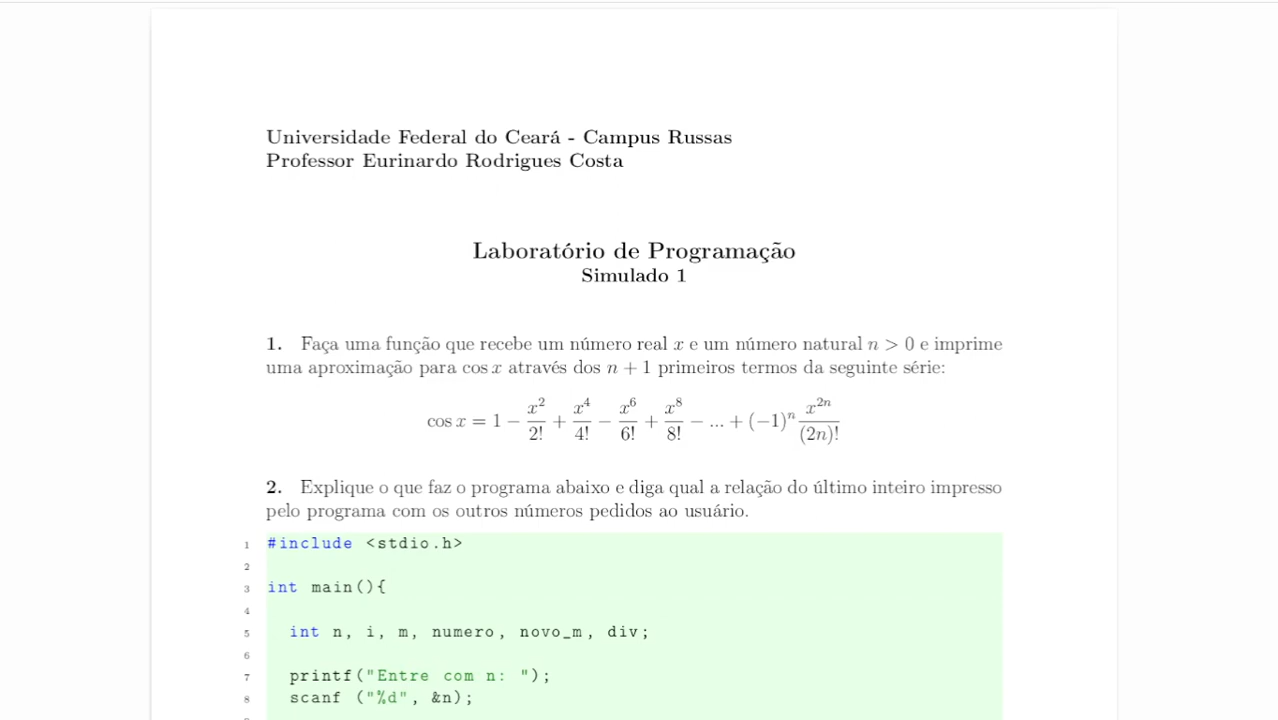 Universidade Federal do Ceará - Campus Russas
Professor Eurinardo Rodrigues Costa
Laboratório de Programação
Simulado 1
1. Faça uma função que recebe um número real x e um número natural n > 0 e imprime
uma aproximação para cos x através dos n + 1 primeiros termos da seguinte série:
cos x = 1 − x²/2! + x⁴/4! − x⁶/6! + x⁸/8! − ... + (−1)ⁿ x²ⁿ/(2n)!
2. Explique o que faz o programa abaixo e diga qual a relação do último inteiro impresso
pelo programa com os outros números pedidos ao usuário.
1 #include <stdio.h>
2
3 int main(){
4
5 int n, i, m, numero, novo_m, div;
6
7 printf("Entre com n: ");
8 scanf ("%d", &n);